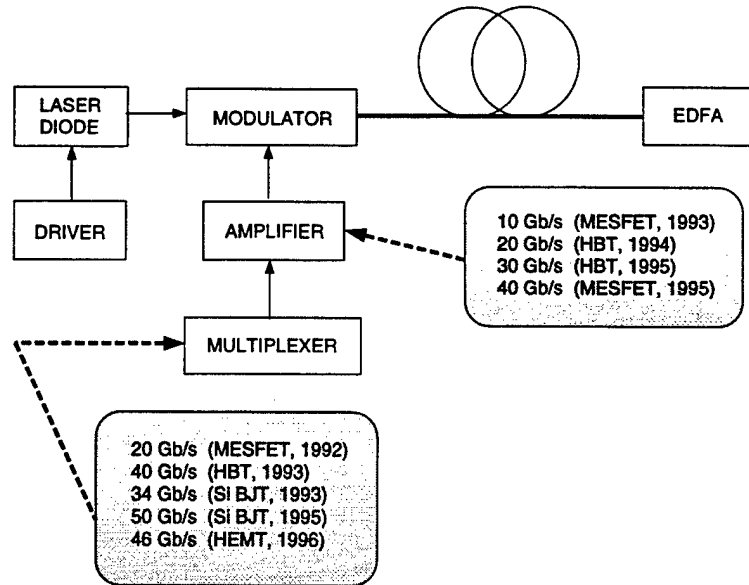 LASER
DIODE
MODULATOR
EDFA
DRIVER
AMPLIFIER
10 Gb/s (MESFET, 1993)
20 Gb/s (HBT, 1994)
30 Gb/s (HBT, 1995)
40 Gb/s (MESFET, 1995)
MULTIPLEXER
20 Gb/s (MESFET, 1992)
40 Gb/s (HBT, 1993)
34 Gb/s (Si BJT, 1993)
50 Gb/s (Si BJT, 1995)
46 Gb/s (HEMT, 1996)